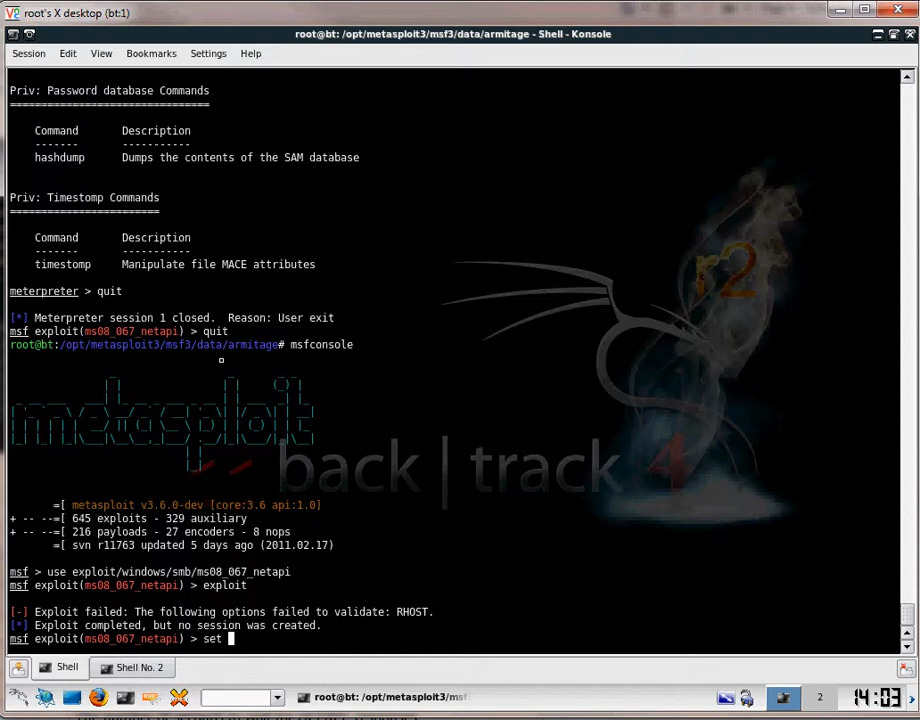 root's X desktop (bt:1)
root@bt: /opt/metasploit3/msf3/data/armitage - Shell - Konsole
Session Edit View Bookmarks Settings Help
Priv: Password database Commands
================================
Command Description
------- -----------
hashdump Dumps the contents of the SAM database
Priv: Timestomp Commands
========================
Command Description
------- -----------
timestomp Manipulate file MACE attributes
meterpreter > quit
[*] Meterpreter session 1 closed. Reason: User exit
msf exploit(ms08_067_netapi) > quit
root@bt:/opt/metasploit3/msf3/data/armitage# msfconsole
metasploit
back | track 4
r2
=[ metasploit v3.6.0-dev [core:3.6 api:1.0]
+ -- --=[ 645 exploits - 329 auxiliary
+ -- --=[ 216 payloads - 27 encoders - 8 nops
=[ svn r11763 updated 5 days ago (2011.02.17)
msf > use exploit/windows/smb/ms08_067_netapi
msf exploit(ms08_067_netapi) > exploit
[-] Exploit failed: The following options failed to validate: RHOST.
[*] Exploit completed, but no session was created.
msf exploit(ms08_067_netapi) > set
Shell Shell No. 2
root@bt: /opt/metasploit3/msf3/data/armitage
2 14:03